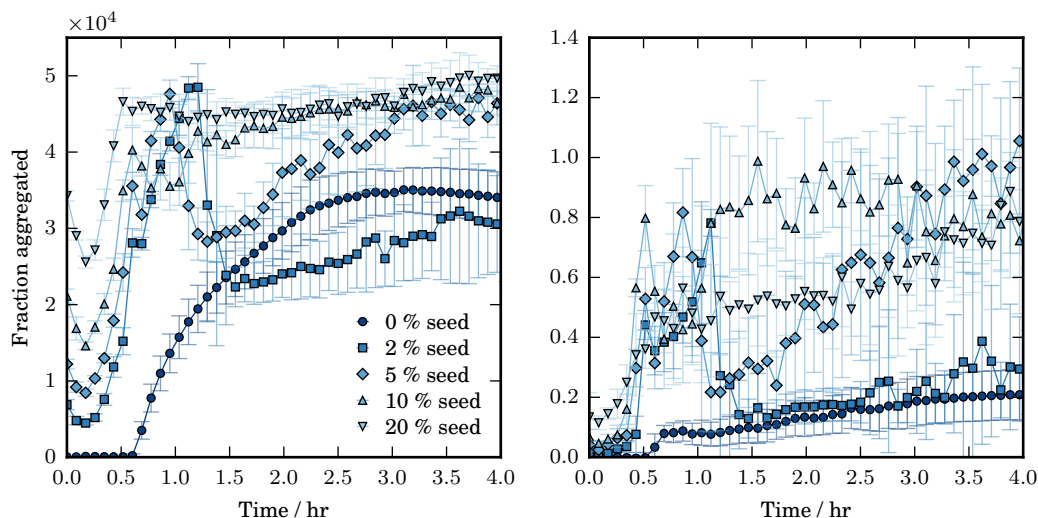 ×10⁴
5
4
3
2
1
0
0.0 0.5 1.0 1.5 2.0 2.5 3.0 3.5 4.0
Time / hr
Fraction aggregated
0 % seed
2 % seed
5 % seed
10 % seed
20 % seed
1.4
1.2
1.0
0.8
0.6
0.4
0.2
0.0
0.0 0.5 1.0 1.5 2.0 2.5 3.0 3.5 4.0
Time / hr